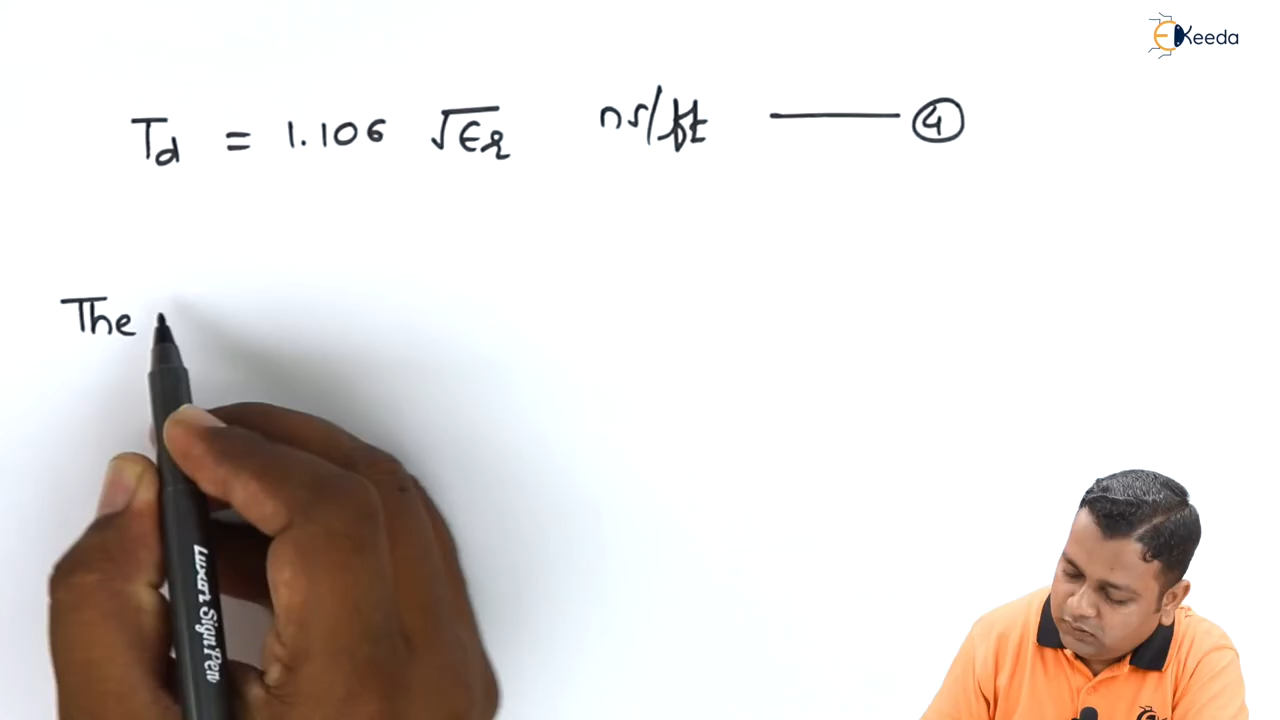 EKeeda
Td = 1.106 √εr ns/ft ——— 4
The
Luxor Sign Pen